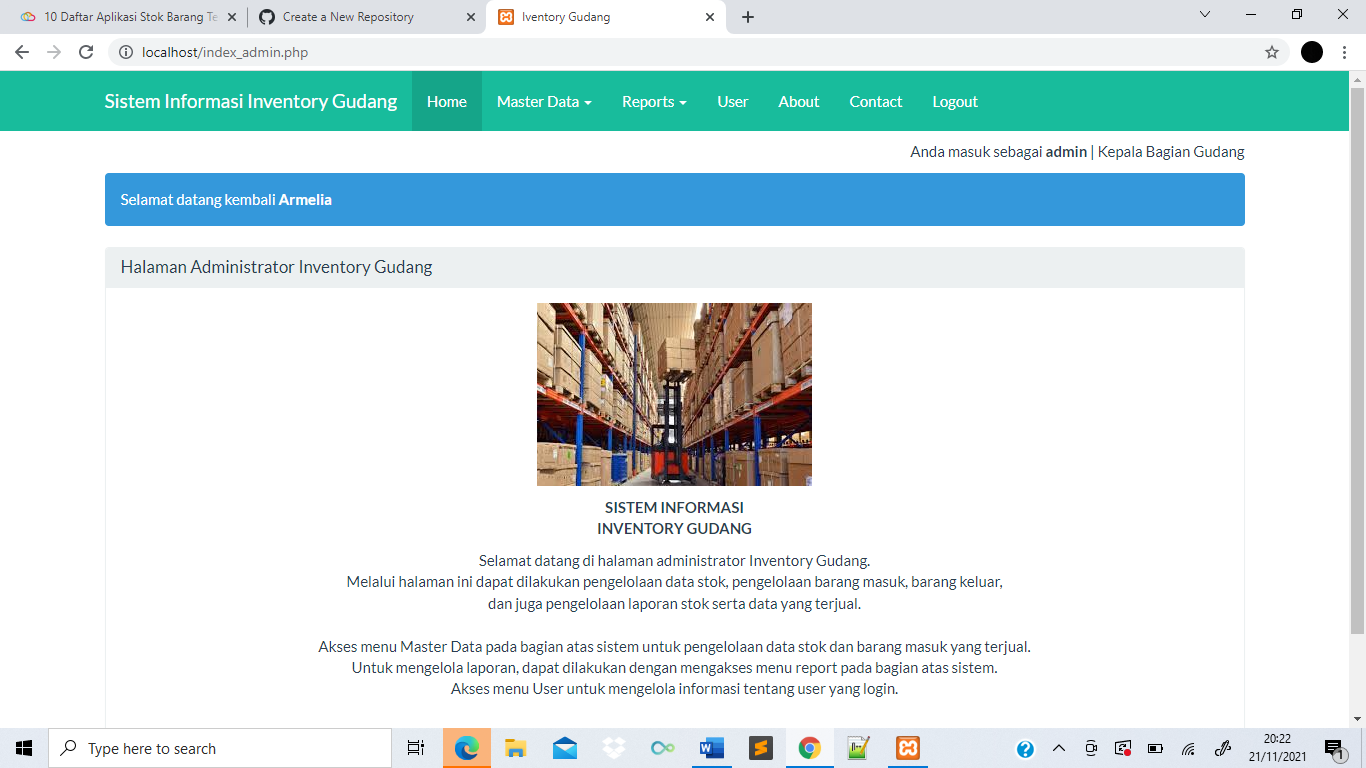 10 Daftar Aplikasi Stok Barang Te
Create a New Repository
Iventory Gudang
localhost/index_admin.php
Sistem Informasi Inventory Gudang
Home
Master Data
Reports
User
About
Contact
Logout
Anda masuk sebagai admin | Kepala Bagian Gudang
Selamat datang kembali Armelia
Halaman Administrator Inventory Gudang
SISTEM INFORMASI
INVENTORY GUDANG
Selamat datang di halaman administrator Inventory Gudang.
Melalui halaman ini dapat dilakukan pengelolaan data stok, pengelolaan barang masuk, barang keluar,
dan juga pengelolaan laporan stok serta data yang terjual.
Akses menu Master Data pada bagian atas sistem untuk pengelolaan data stok dan barang masuk yang terjual.
Untuk mengelola laporan, dapat dilakukan dengan mengakses menu report pada bagian atas sistem.
Akses menu User untuk mengelola informasi tentang user yang login.
Type here to search
20:22
21/11/2021
1